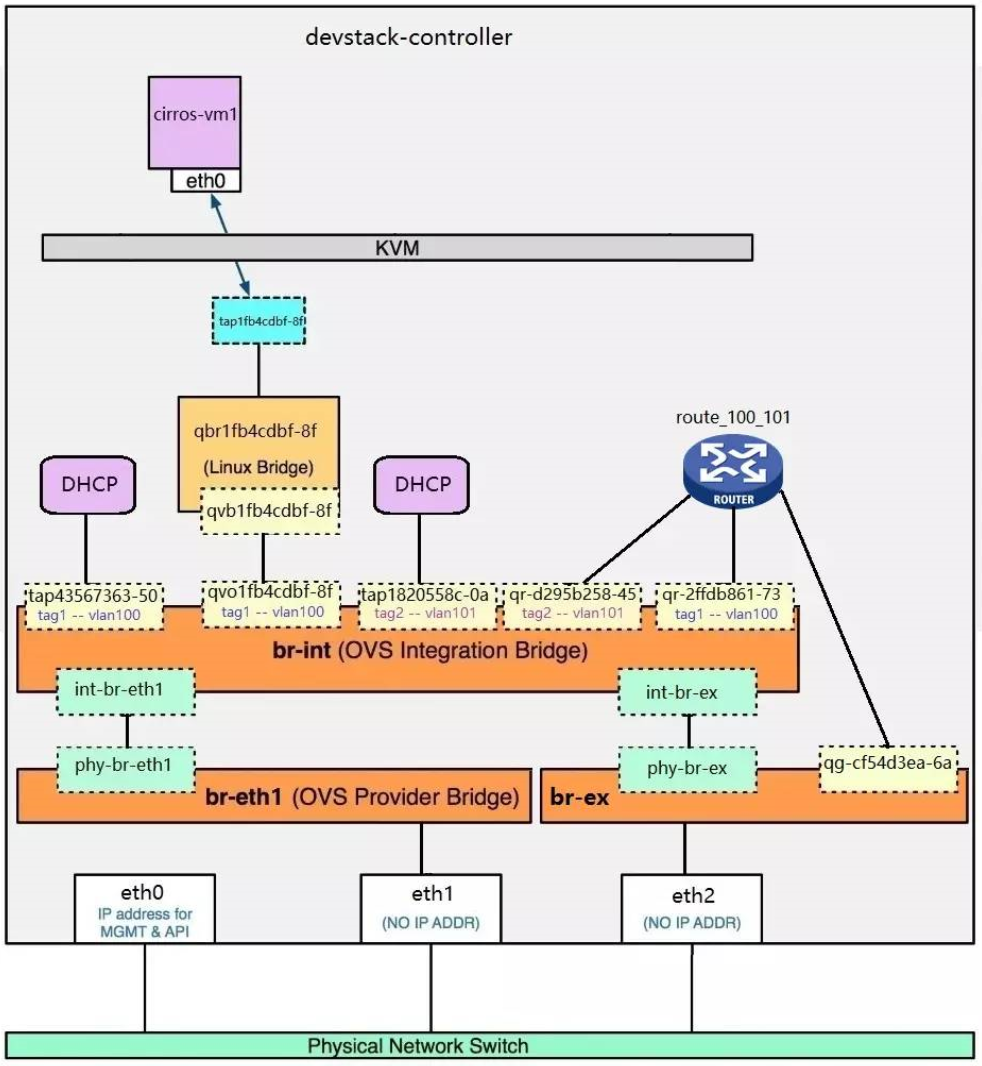 devstack-controller
cirros-vm1
eth0
KVM
tap1fb4cdbf-8f
qbr1fb4cdbf-8f
(Linux Bridge)
qvb1fb4cdbf-8f
DHCP
DHCP
route_100_101
ROUTER
tap43567363-50
tag1 -- vlan100
qvo1fb4cdbf-8f
tag1 -- vlan100
tap1820558c-0a
tag2 -- vlan101
qr-d295b258-45
tag2 -- vlan101
qr-2ffdb861-73
tag1 -- vlan100
br-int (OVS Integration Bridge)
int-br-eth1
int-br-ex
phy-br-eth1
phy-br-ex
qg-cf54d3ea-6a
br-eth1 (OVS Provider Bridge)
br-ex
eth0
IP address for
MGMT & API
eth1
(NO IP ADDR)
eth2
(NO IP ADDR)
Physical Network Switch